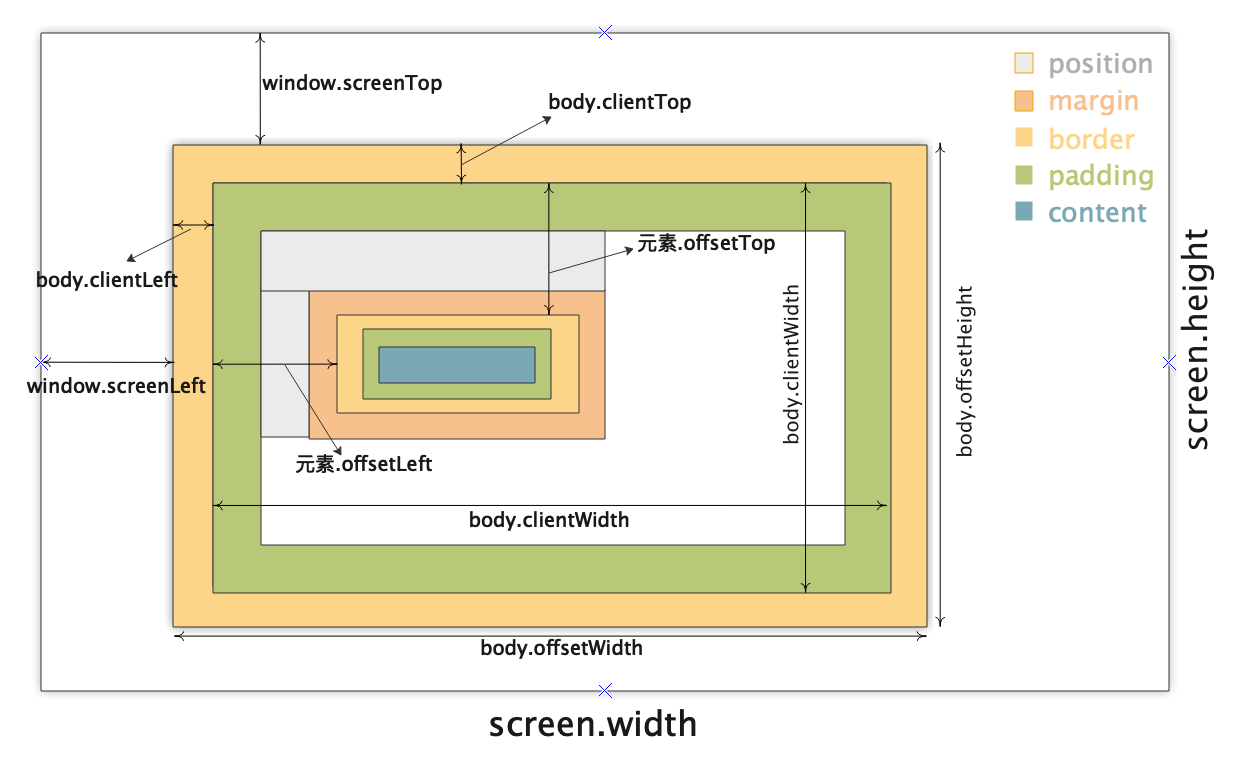 window.screenTop
position
body.clientTop
margin
border
padding
content
元素.offsetTop
body.clientLeft
body.clientWidth
body.offsetHeight
screen.height
window.screenLeft
元素.offsetLeft
body.clientWidth
body.offsetWidth
screen.width